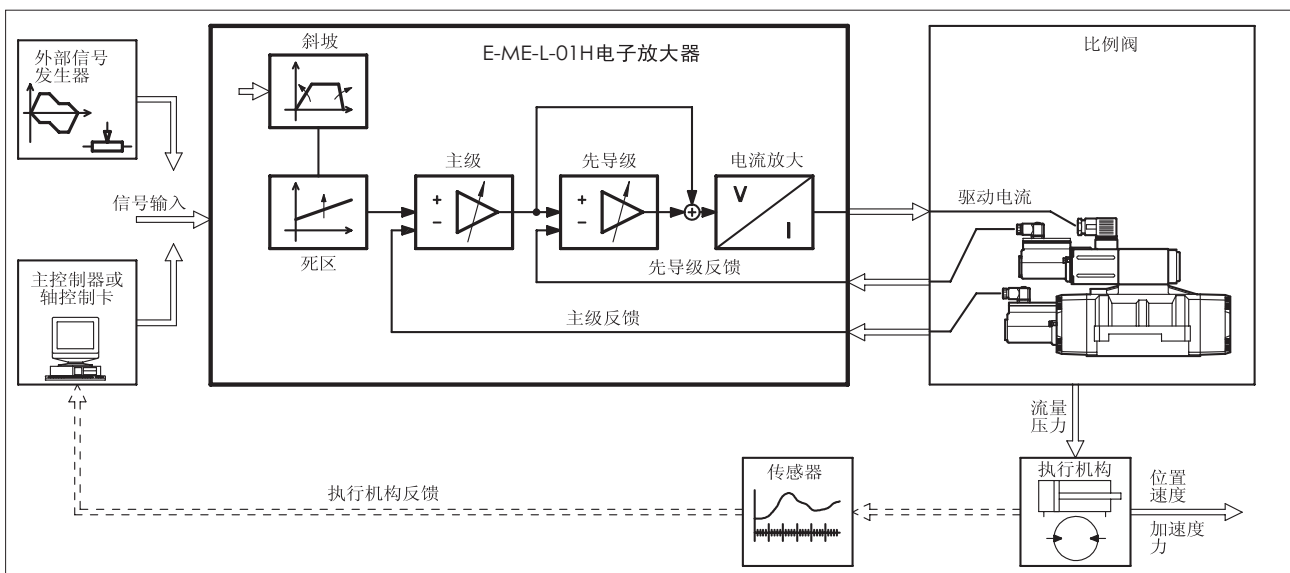 外部信号
发生器
信号输入
主控制器或
轴控制卡
E-ME-L-01H电子放大器
斜坡
死区
主级
+
-
先导级
+
-
电流放大
V
I
先导级反馈
主级反馈
比例阀
驱动电流
流量
压力
执行机构
位置
速度
加速度
力
传感器
执行机构反馈